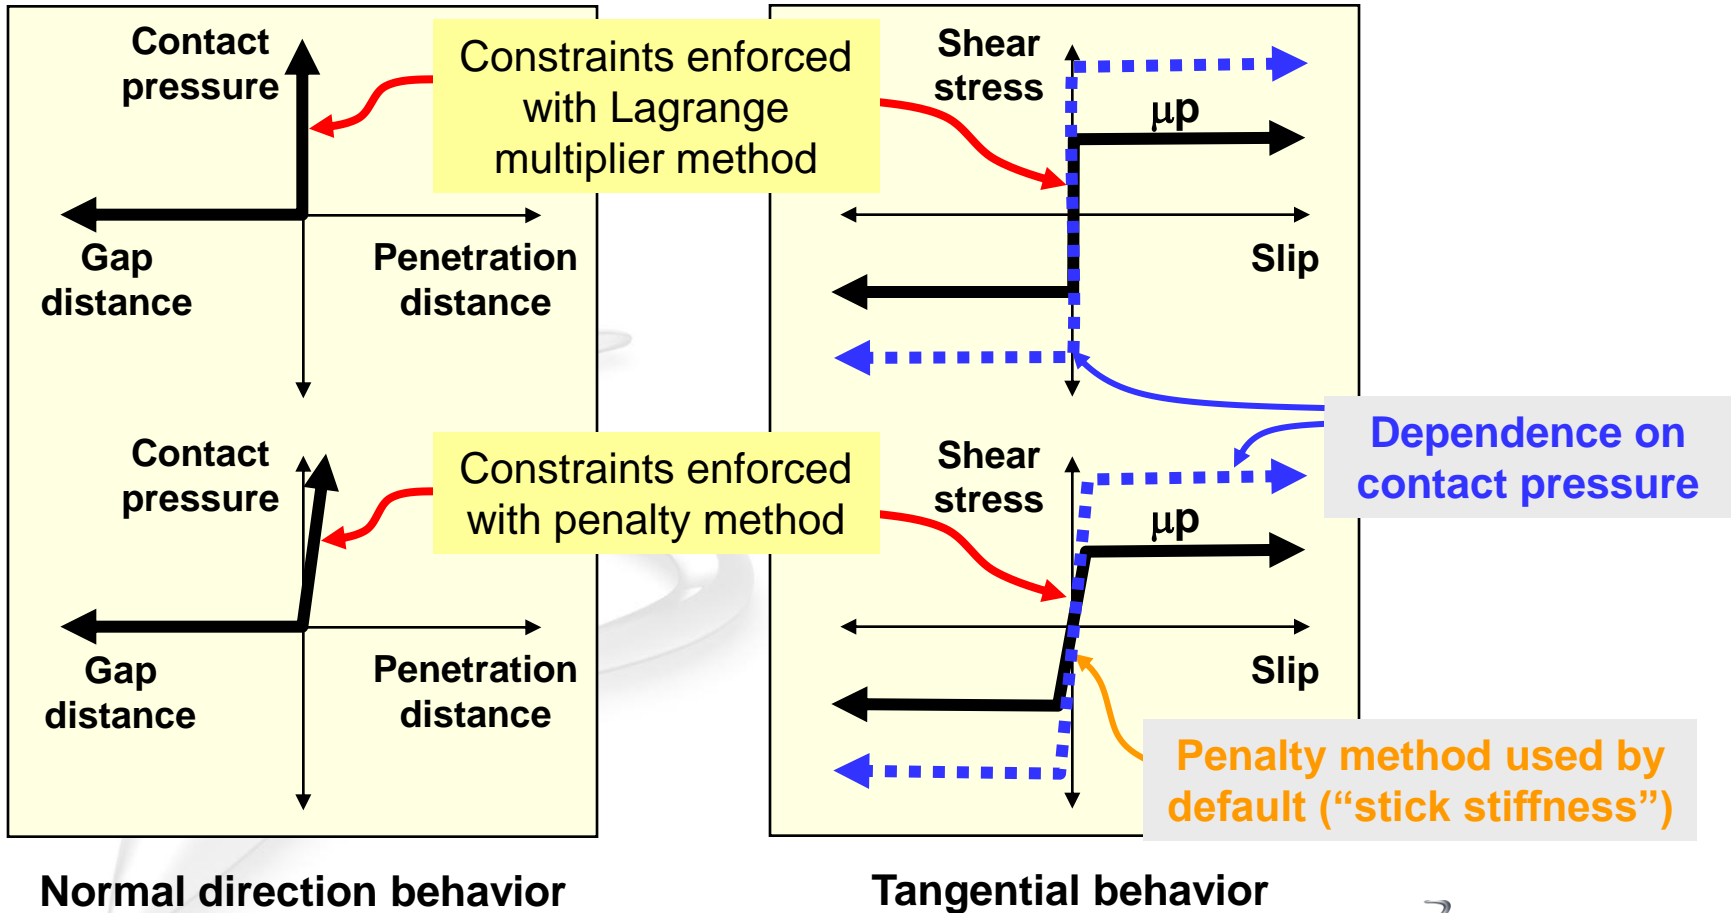 Contact
pressure
Constraints enforced
with Lagrange
multiplier method
Gap
distance
Penetration
distance
Shear
stress
μp
Slip
Contact
pressure
Constraints enforced
with penalty method
Gap
distance
Penetration
distance
Shear
stress
μp
Slip
Dependence on
contact pressure
Penalty method used by
default (“stick stiffness”)
Normal direction behavior
Tangential behavior